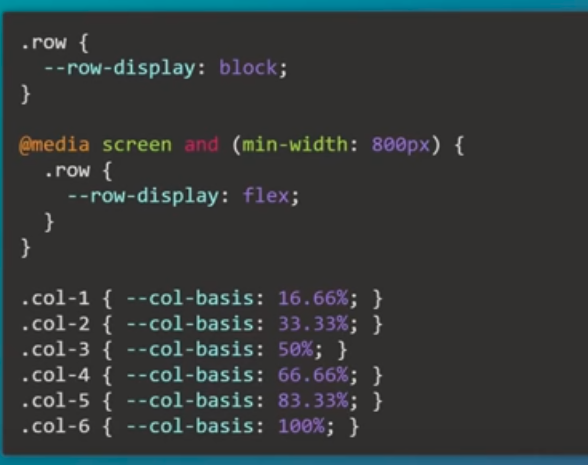 .row {
  --row-display: block;
}

@media screen and (min-width: 800px) {
  .row {
    --row-display: flex;
  }
}

.col-1 { --col-basis: 16.66%; }
.col-2 { --col-basis: 33.33%; }
.col-3 { --col-basis: 50%; }
.col-4 { --col-basis: 66.66%; }
.col-5 { --col-basis: 83.33%; }
.col-6 { --col-basis: 100%; }